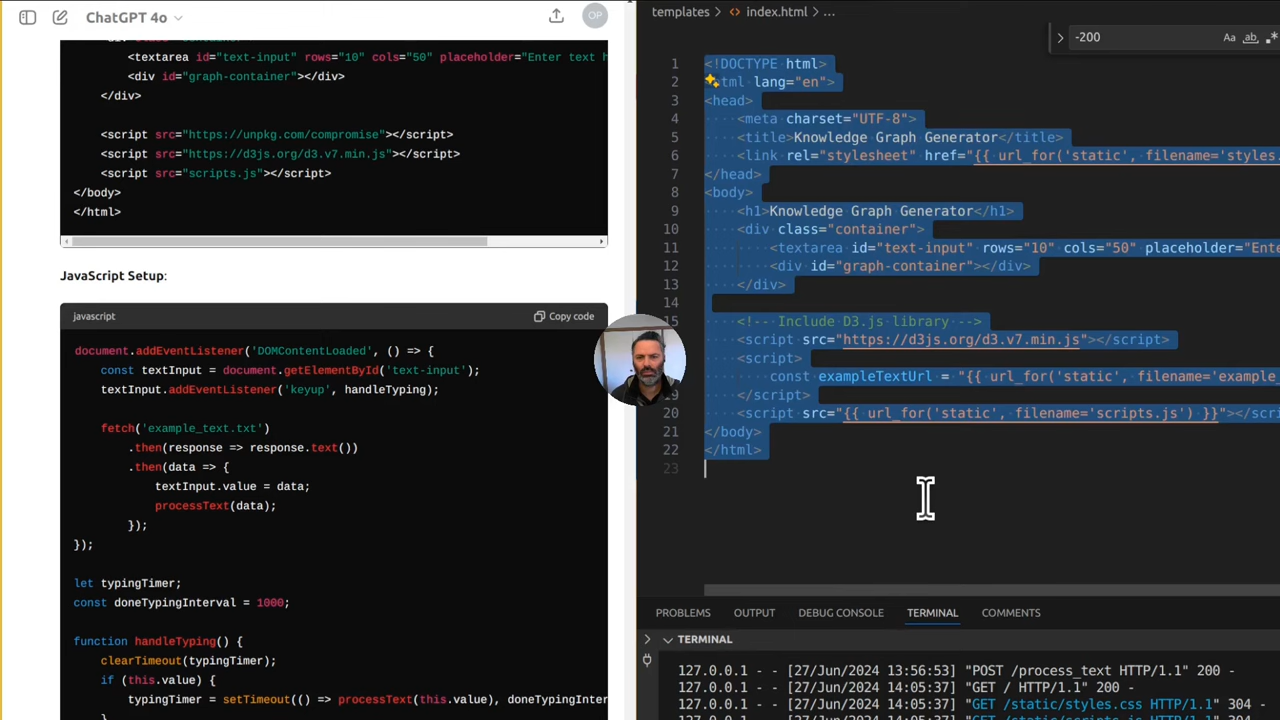 ChatGPT 4o
OP
<textarea id="text-input" rows="10" cols="50" placeholder="Enter text h
<div id="graph-container"></div>
</div>
<script src="https://unpkg.com/compromise"></script>
<script src="https://d3js.org/d3.v7.min.js"></script>
<script src="scripts.js"></script>
</body>
</html>
JavaScript Setup:
javascript
Copy code
document.addEventListener('DOMContentLoaded', () => {
const textInput = document.getElementById('text-input');
textInput.addEventListener('keyup', handleTyping);
fetch('example_text.txt')
.then(response => response.text())
.then(data => {
textInput.value = data;
processText(data);
});
});
let typingTimer;
const doneTypingInterval = 1000;
function handleTyping() {
clearTimeout(typingTimer);
if (this.value) {
typingTimer = setTimeout(() => processText(this.value), doneTypingInter
}
templates > index.html > ...
-200
Aa ab
1 <!DOCTYPE html>
2 html lang="en">
3 <head>
4 <meta charset="UTF-8">
5 <title>Knowledge Graph Generator</title>
6 <link rel="stylesheet" href="{{ url_for('static', filename='styles.
7 </head>
8 <body>
9 <h1>Knowledge Graph Generator</h1>
10 <div class="container">
11 <textarea id="text-input" rows="10" cols="50" placeholder="Ente
12 <div id="graph-container"></div>
13 </div>
14
15 <!-- Include D3.js library -->
<script src="https://d3js.org/d3.v7.min.js"></script>
<script>
const exampleTextUrl = "{{ url_for('static', filename='example
19 </script>
20 <script src="{{ url_for('static', filename='scripts.js') }}"></scri
21 </body>
22 </html>
23
PROBLEMS OUTPUT DEBUG CONSOLE TERMINAL COMMENTS
TERMINAL
127.0.0.1 - - [27/Jun/2024 13:56:53] "POST /process_text HTTP/1.1" 200 -
127.0.0.1 - - [27/Jun/2024 14:05:37] "GET / HTTP/1.1" 200 -
127.0.0.1 - - [27/Jun/2024 14:05:37] "GET /static/styles.css HTTP/1.1" 304 -